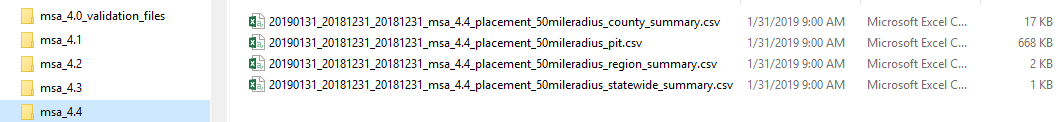 msa_4.0_validation_files
msa_4.1
msa_4.2
msa_4.3
msa_4.4
20190131_20181231_20181231_msa_4.4_placement_50mileradius_county_summary.csv 1/31/2019 9:00 AM Microsoft Excel C... 17 KB
20190131_20181231_20181231_msa_4.4_placement_50mileradius_pit.csv 1/31/2019 9:00 AM Microsoft Excel C... 668 KB
20190131_20181231_20181231_msa_4.4_placement_50mileradius_region_summary.csv 1/31/2019 9:00 AM Microsoft Excel C... 2 KB
20190131_20181231_20181231_msa_4.4_placement_50mileradius_statewide_summary.csv 1/31/2019 9:00 AM Microsoft Excel C... 1 KB